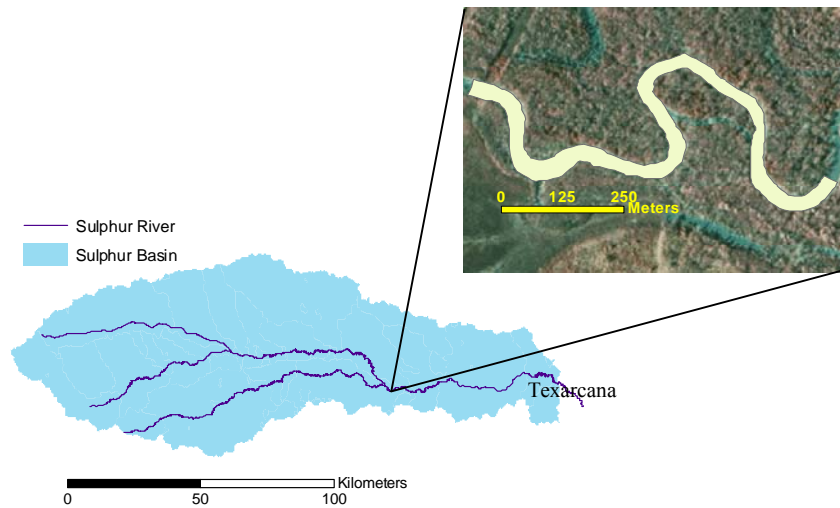 0 125 250
Meters
Sulphur River
Sulphur Basin
Texarcana
Kilometers
0 50 100